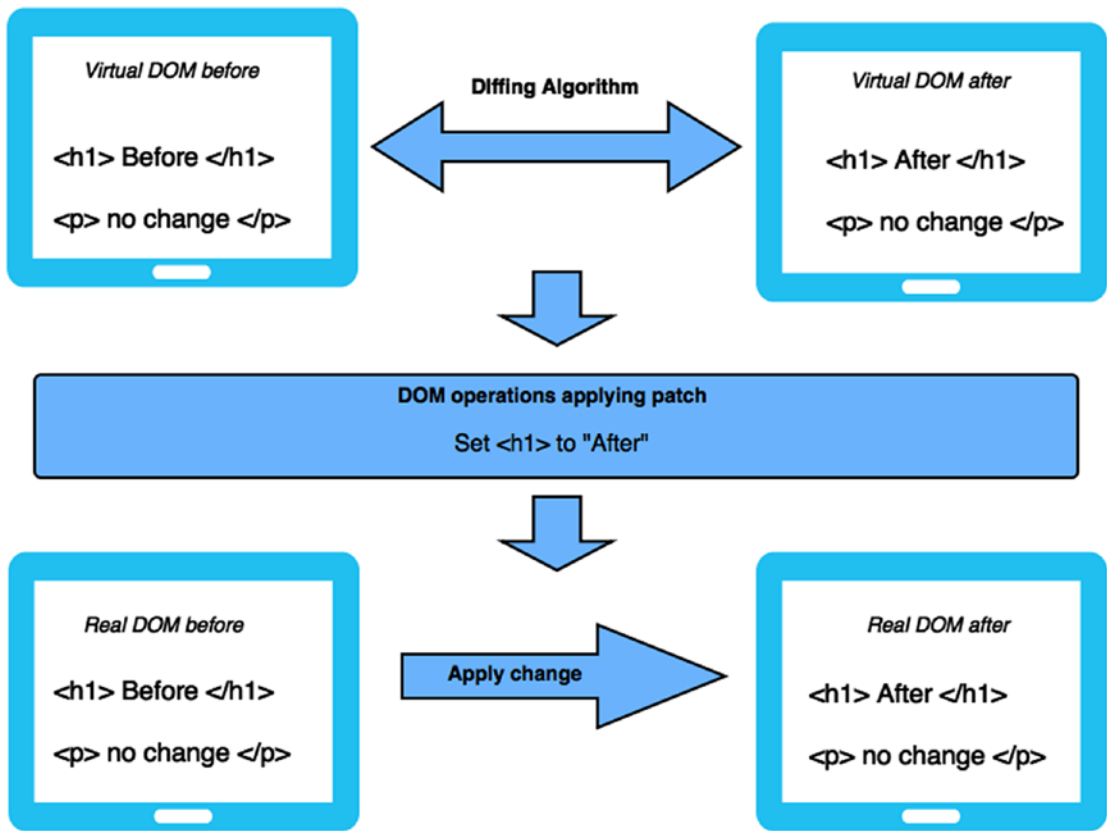 Virtual DOM before
<h1> Before </h1>
<p> no change </p>
DIffing Algorithm
Virtual DOM after
<h1> After </h1>
<p> no change </p>
DOM operations applying patch
Set <h1> to "After"
Real DOM before
<h1> Before </h1>
<p> no change </p>
Apply change
Real DOM after
<h1> After </h1>
<p> no change </p>